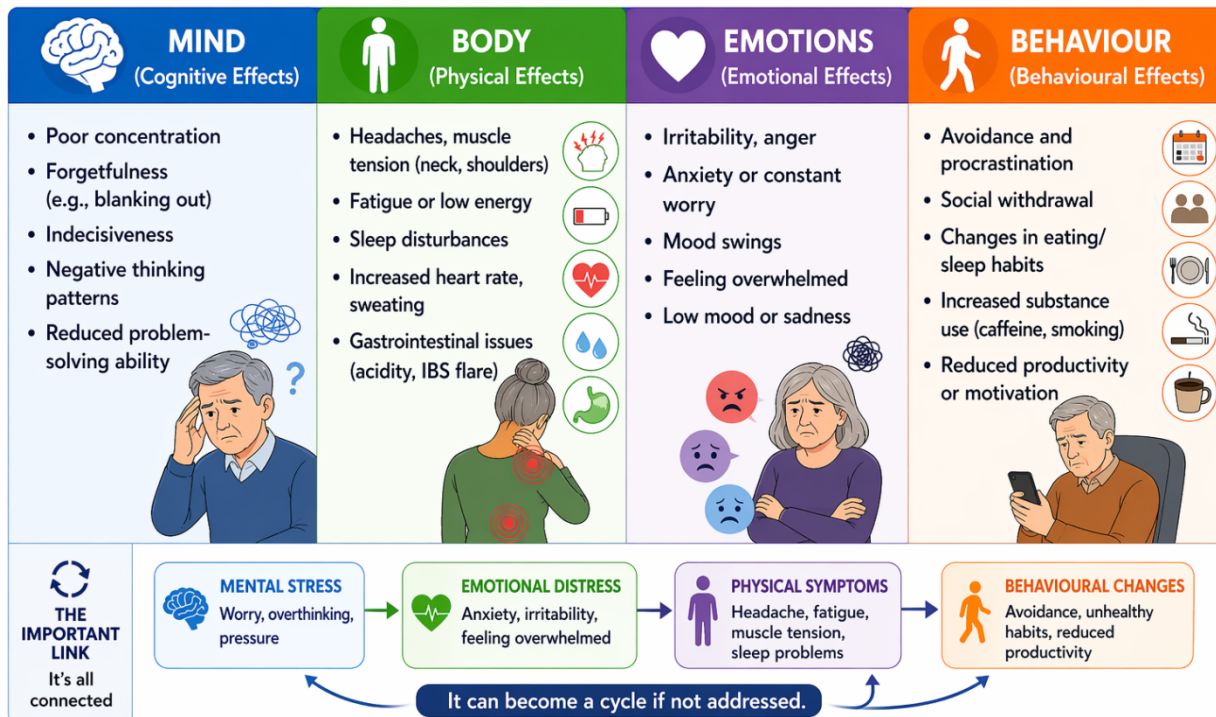 MIND
(Cognitive Effects)
• Poor concentration
• Forgetfulness
(e.g., blanking out)
• Indecisiveness
• Negative thinking
patterns
• Reduced problem-
solving ability
?
BODY
(Physical Effects)
• Headaches, muscle
tension (neck, shoulders)
• Fatigue or low energy
• Sleep disturbances
• Increased heart rate,
sweating
• Gastrointestinal issues
(acidity, IBS flare)
EMOTIONS
(Emotional Effects)
• Irritability, anger
• Anxiety or constant
worry
• Mood swings
• Feeling overwhelmed
• Low mood or sadness
BEHAVIOUR
(Behavioural Effects)
• Avoidance and
procrastination
• Social withdrawal
• Changes in eating/
sleep habits
• Increased substance
use (caffeine, smoking)
• Reduced productivity
or motivation
THE
IMPORTANT
LINK
It's all
connected
MENTAL STRESS
Worry, overthinking,
pressure
EMOTIONAL DISTRESS
Anxiety, irritability,
feeling overwhelmed
PHYSICAL SYMPTOMS
Headache, fatigue,
muscle tension,
sleep problems
BEHAVIOURAL CHANGES
Avoidance, unhealthy
habits, reduced
productivity
It can become a cycle if not addressed.